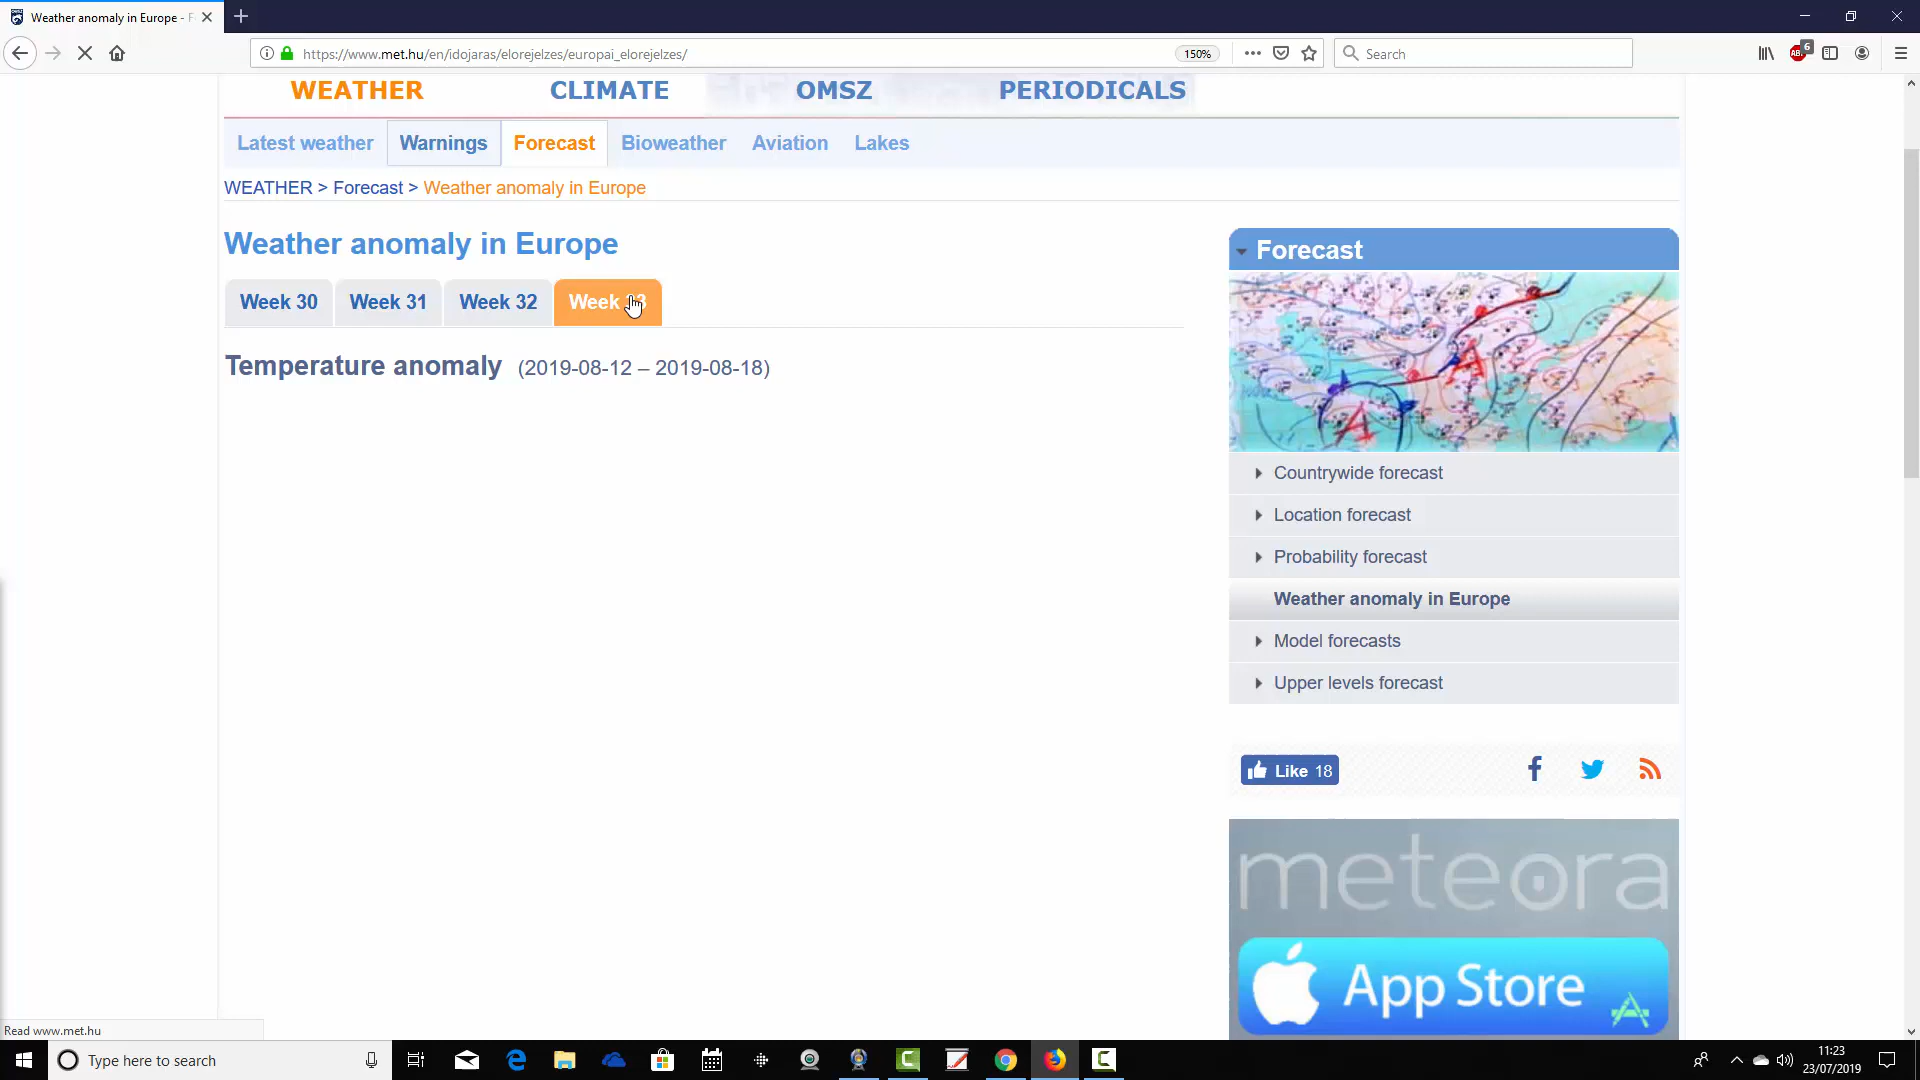 Weather anomaly in Europe - F
https://www.met.hu/en/idojaras/elorejelzes/europai_elorejelzes/
150%
Search
6
WEATHER
CLIMATE
OMSZ
PERIODICALS
Latest weather
Warnings
Forecast
Bioweather
Aviation
Lakes
WEATHER > Forecast > Weather anomaly in Europe
Weather anomaly in Europe
Week 30
Week 31
Week 32
Week
Temperature anomaly (2019-08-12 – 2019-08-18)
Forecast
Countrywide forecast
Location forecast
Probability forecast
Weather anomaly in Europe
Model forecasts
Upper levels forecast
Like 18
meteora
App Store
Read www.met.hu
Type here to search
11:23
23/07/2019